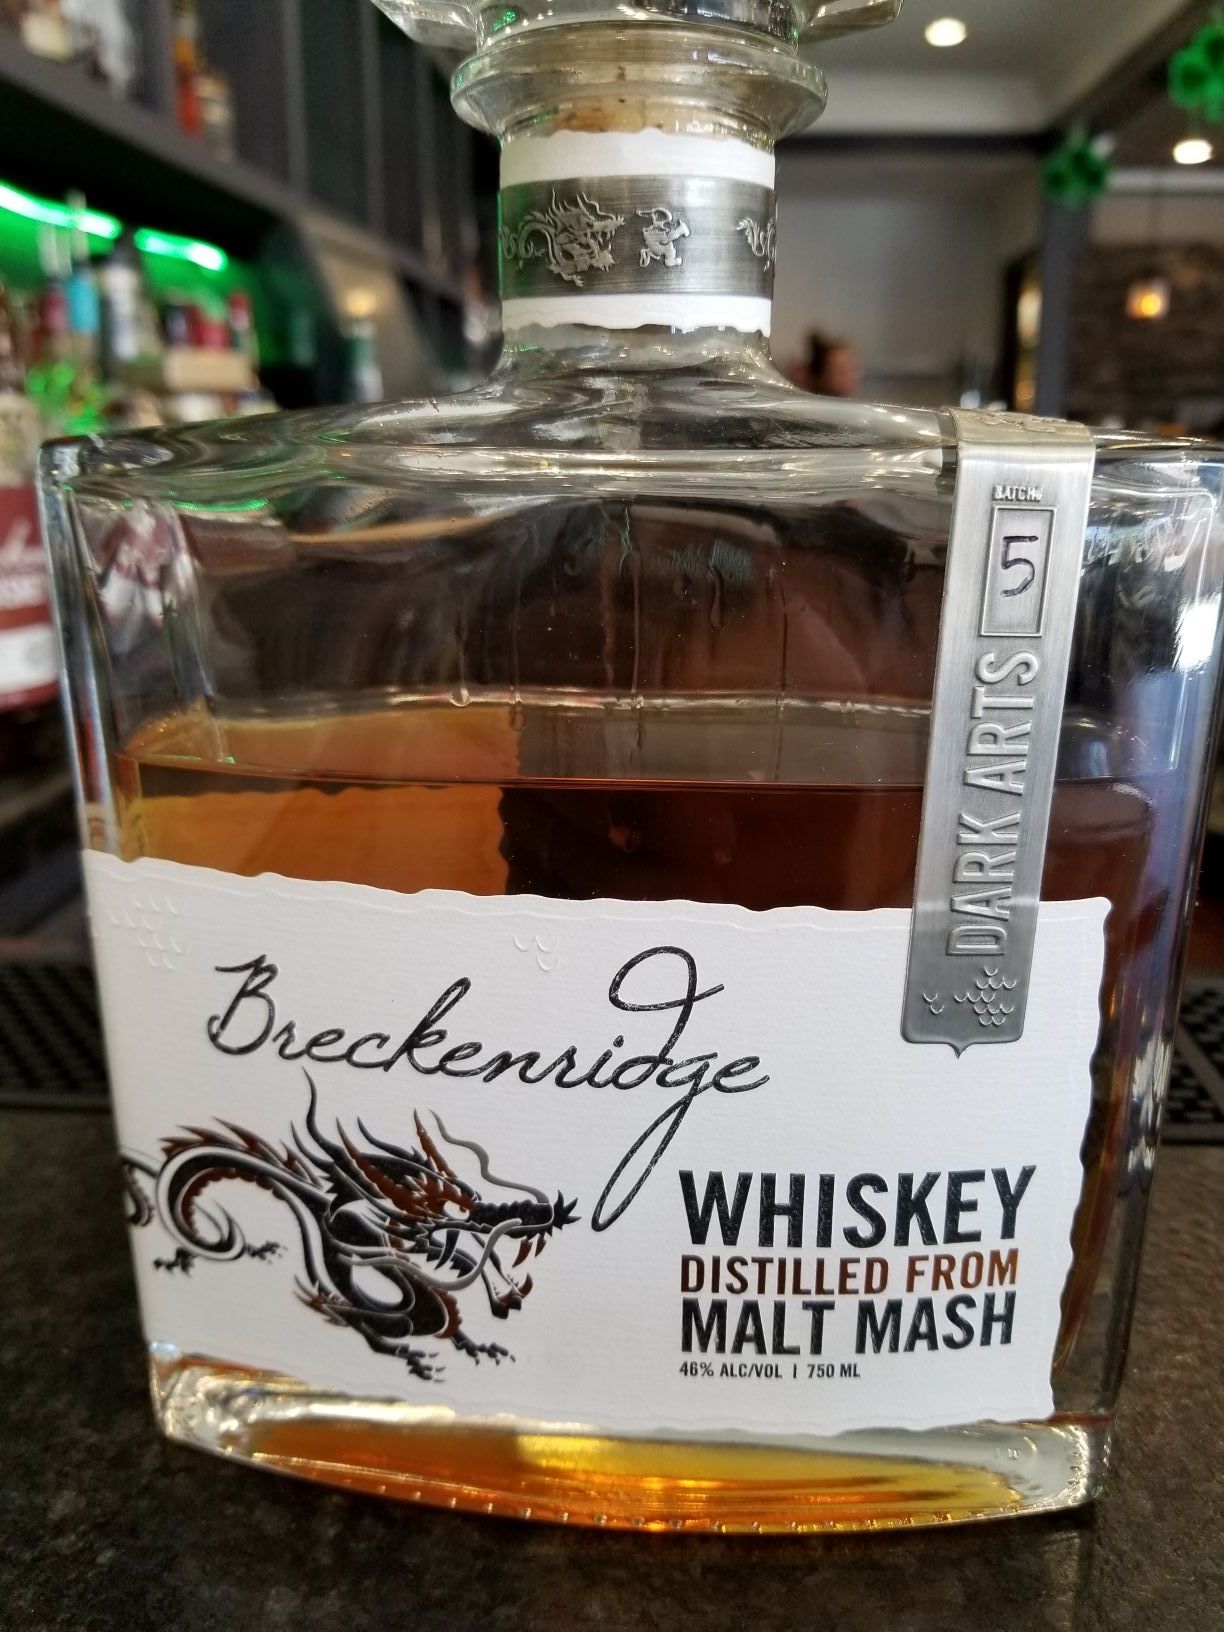 BATCH#
5
DARK ARTS
Breckenridge
WHISKEY
DISTILLED FROM
MALT MASH
46% ALC/VOL | 750 ML